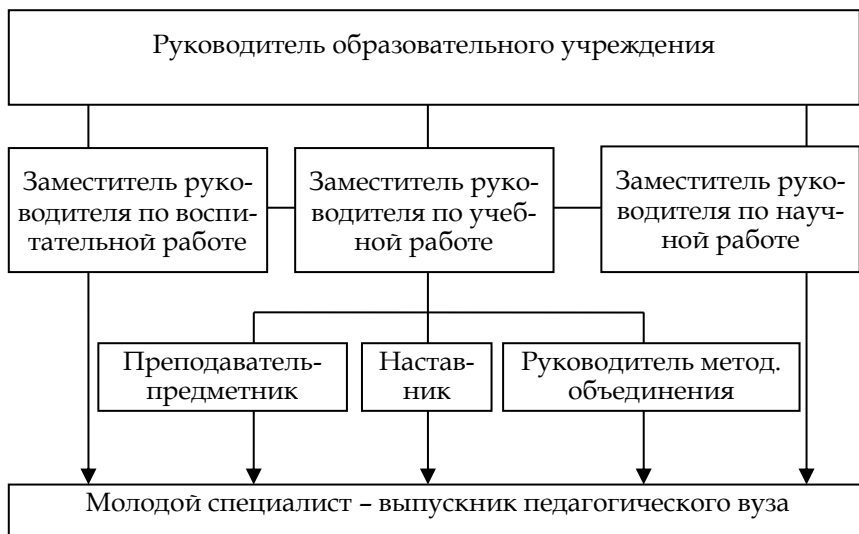 Руководитель образовательного учреждения
Заместитель руко-
водителя по воспи-
тательной работе
Заместитель руко-
водителя по учеб-
ной работе
Заместитель руко-
водителя по науч-
ной работе
Преподаватель-
предметник
Настав-
ник
Руководитель метод.
объединения
Молодой специалист – выпускник педагогического вуза